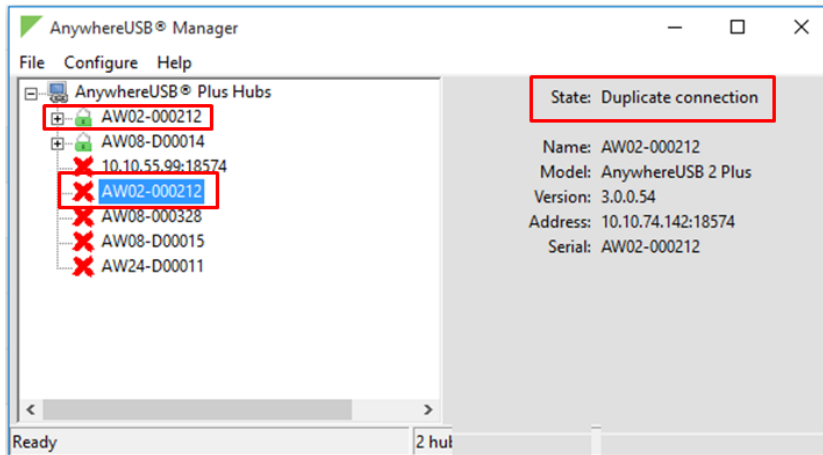 AnywhereUSB® Manager
File Configure Help
AnywhereUSB® Plus Hubs
AW02-000212
AW08-D00014
10.10.55.99:18574
AW02-000212
AW08-000328
AW08-D00015
AW24-D00011
State: Duplicate connection
Name: AW02-000212
Model: AnywhereUSB 2 Plus
Version: 3.0.0.54
Address: 10.10.74.142:18574
Serial: AW02-000212
Ready
2 hul